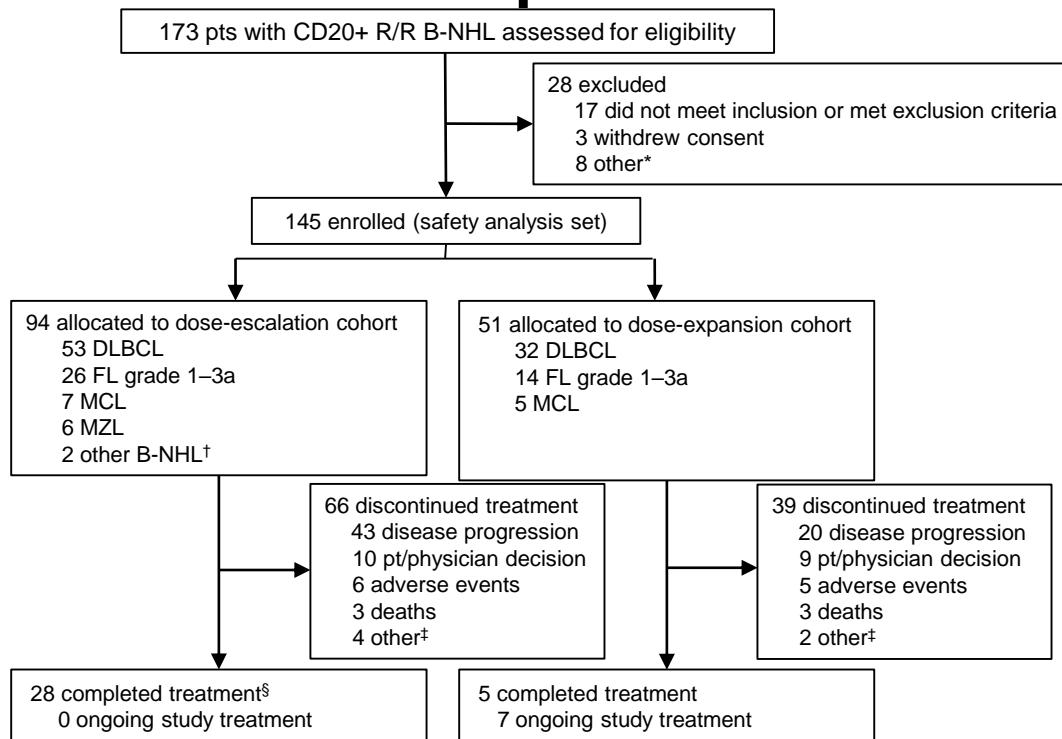 173 pts with CD20+ R/R B-NHL assessed for eligibility
28 excluded
17 did not meet inclusion or met exclusion criteria
3 withdrew consent
8 other*
145 enrolled (safety analysis set)
94 allocated to dose-escalation cohort
53 DLBCL
26 FL grade 1–3a
7 MCL
6 MZL
2 other B-NHL†
51 allocated to dose-expansion cohort
32 DLBCL
14 FL grade 1–3a
5 MCL
66 discontinued treatment
43 disease progression
10 pt/physician decision
6 adverse events
3 deaths
4 other‡
39 discontinued treatment
20 disease progression
9 pt/physician decision
5 adverse events
3 deaths
2 other‡
28 completed treatment§
0 ongoing study treatment
5 completed treatment
7 ongoing study treatment